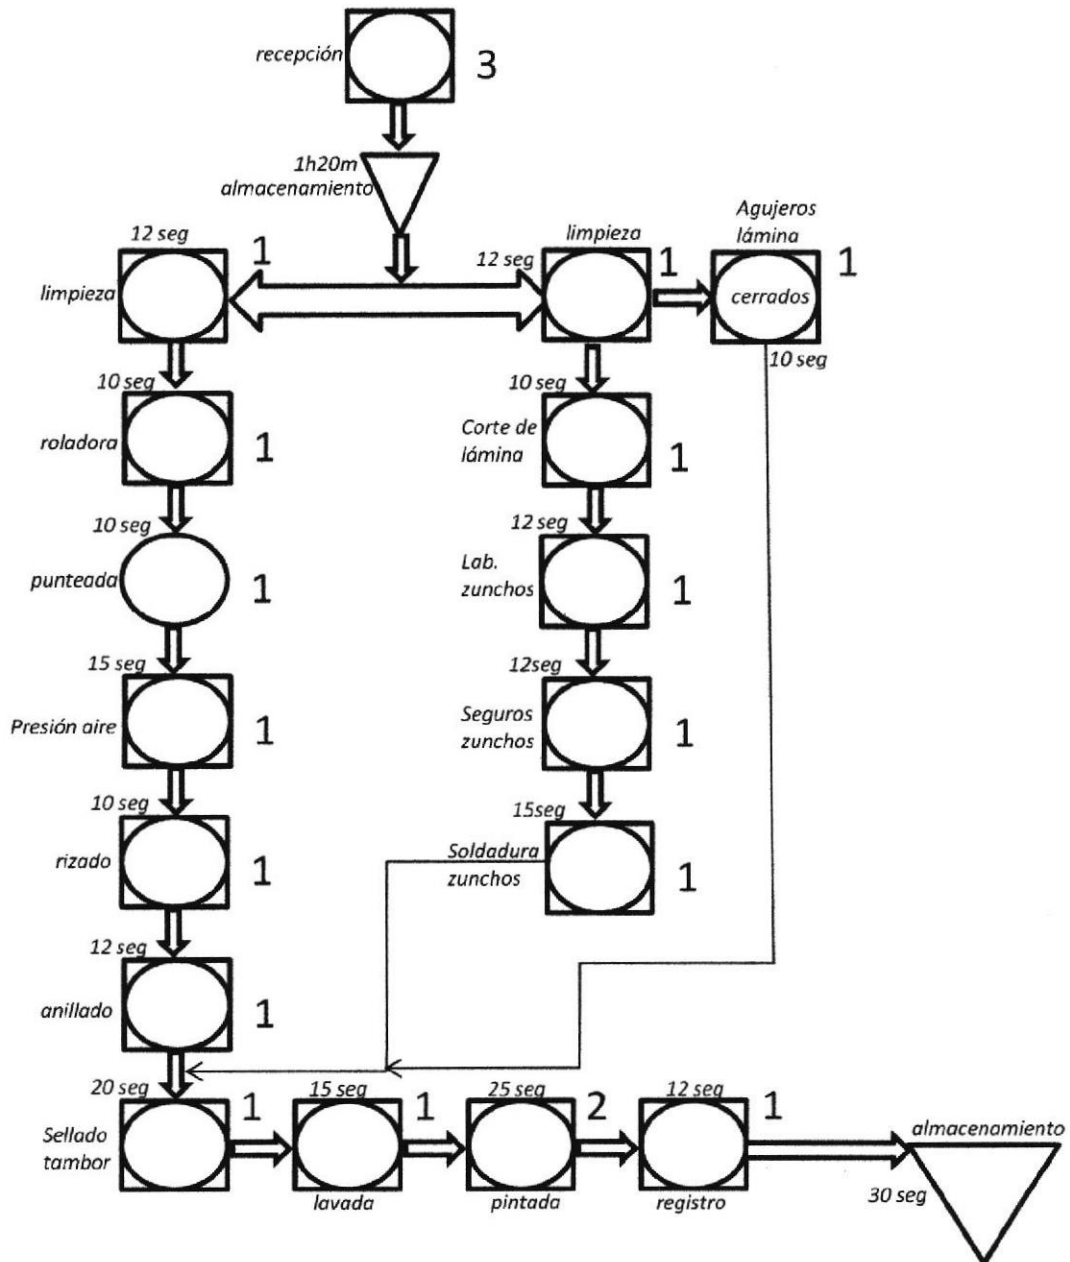 recepción
3
1h20m
almacenamiento
12 seg
1
limpieza
12 seg
limpieza
1
Agujeros
lámina
1
cerrados
10 seg
10 seg
roladora
1
10 seg
Corte de
lámina
1
10 seg
punteada
1
12 seg
Lab.
zunchos
1
15 seg
Presión aire
1
12seg
Seguros
zunchos
1
10 seg
rizado
1
15seg
Soldadura
zunchos
1
12 seg
anillado
1
20 seg
Sellado
tambor
1
15 seg
lavada
1
25 seg
pintada
2
12 seg
registro
1
almacenamiento
30 seg